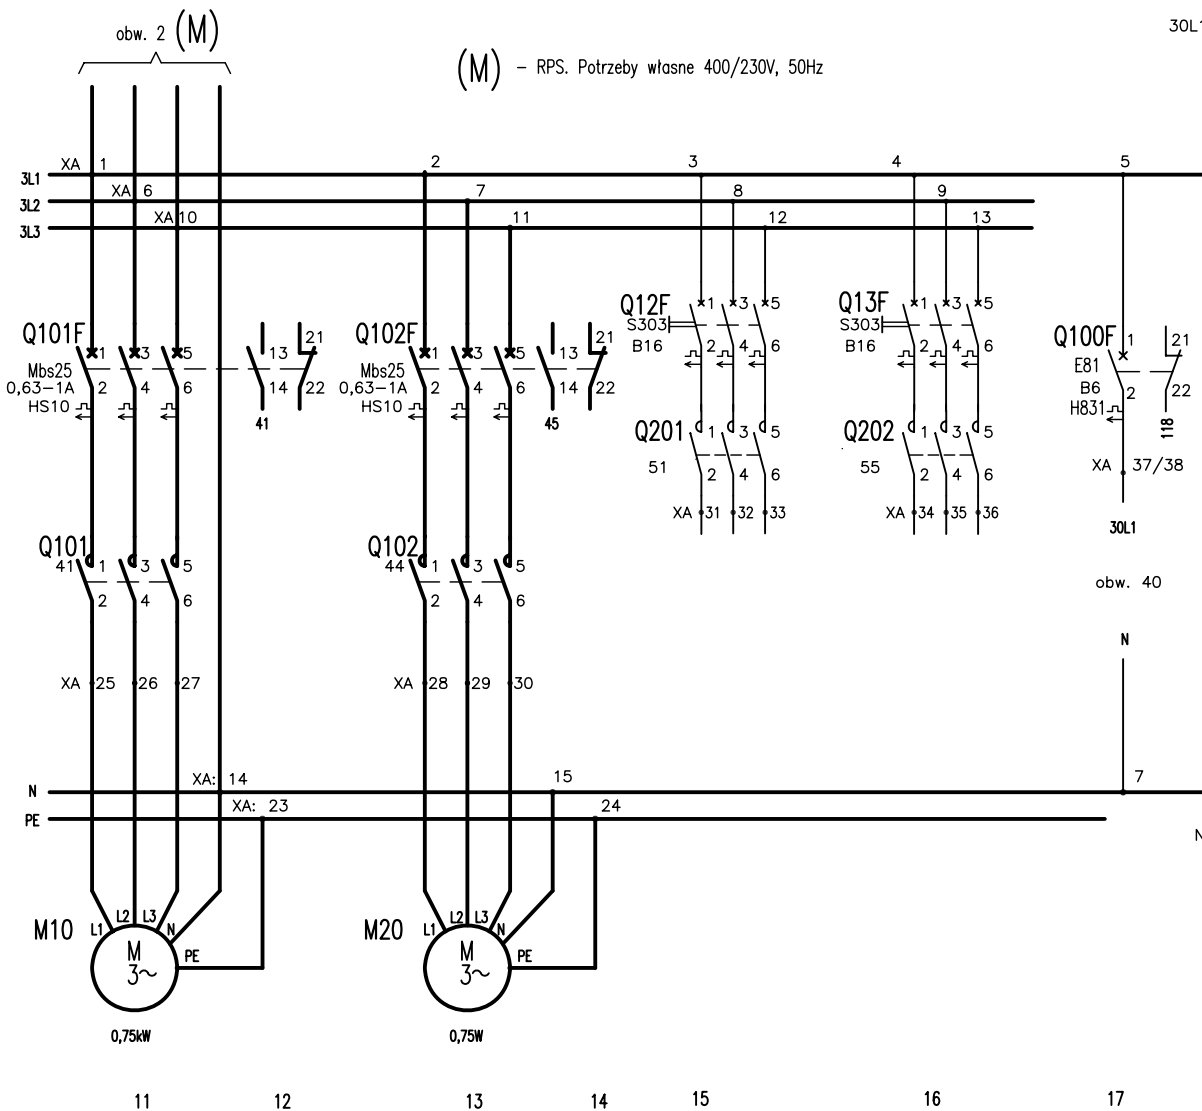 obw. 2 (M)
30L1
(M) – RPS. Potrzeby własne 400/230V, 50Hz
XA 1 2 3 4 5
3L1
XA 6 7 8 9
3L2
XA 10 11 12 13
3L3
Q101F
Mbs25
0,63–1A
HS10
1 3 5
2 4 6
13 21
14 22
41
Q102F
Mbs25
0,63–1A
HS10
1 3 5
2 4 6
13 21
14 22
45
Q12F
S303
B16
1 3 5
2 4 6
Q13F
S303
B16
1 3 5
2 4 6
Q100F
E81
B6
H831
1 21
2 22
118
Q201
51
1 3 5
2 4 6
XA 31 32 33
Q202
55
1 3 5
2 4 6
XA 34 35 36
XA 37/38
30L1
obw. 40
N
Q101
41
1 3 5
2 4 6
Q102
44
1 3 5
2 4 6
XA 25 26 27
XA 28 29 30
XA: 14 15 7
N
XA: 23 24
PE
N
M10
L1 L2 L3 N
PE
M
3~
0,75kW
M20
L1 L2 L3 N
PE
M
3~
0,75W
11 12 13 14 15 16 17